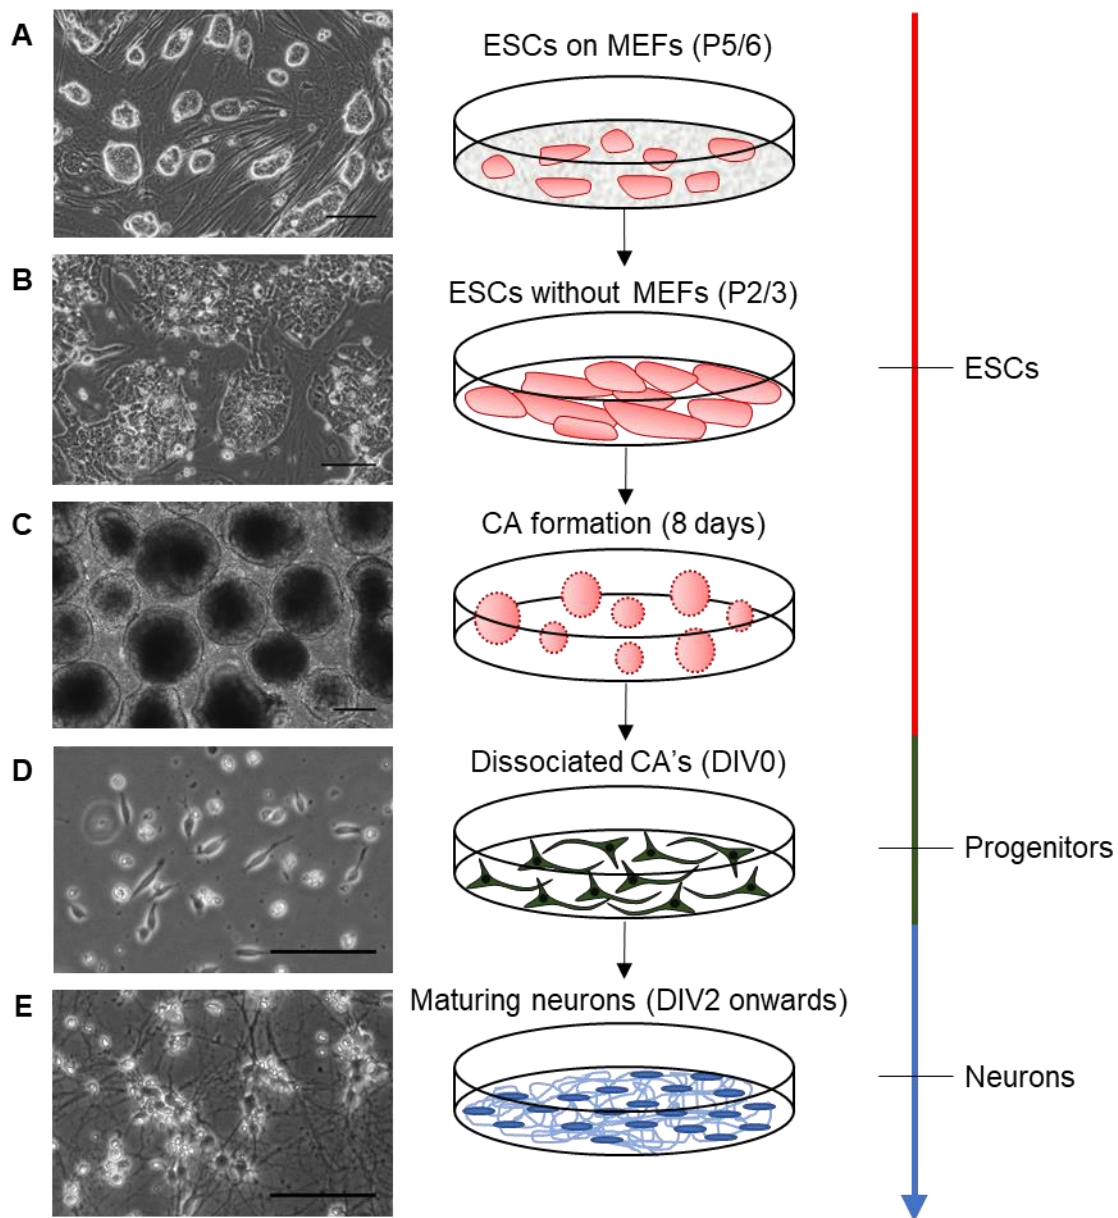 A
ESCs on MEFs (P5/6)
B
ESCs without MEFs (P2/3)
ESCs
C
CA formation (8 days)
D
Dissociated CA's (DIV0)
Progenitors
E
Maturing neurons (DIV2 onwards)
Neurons